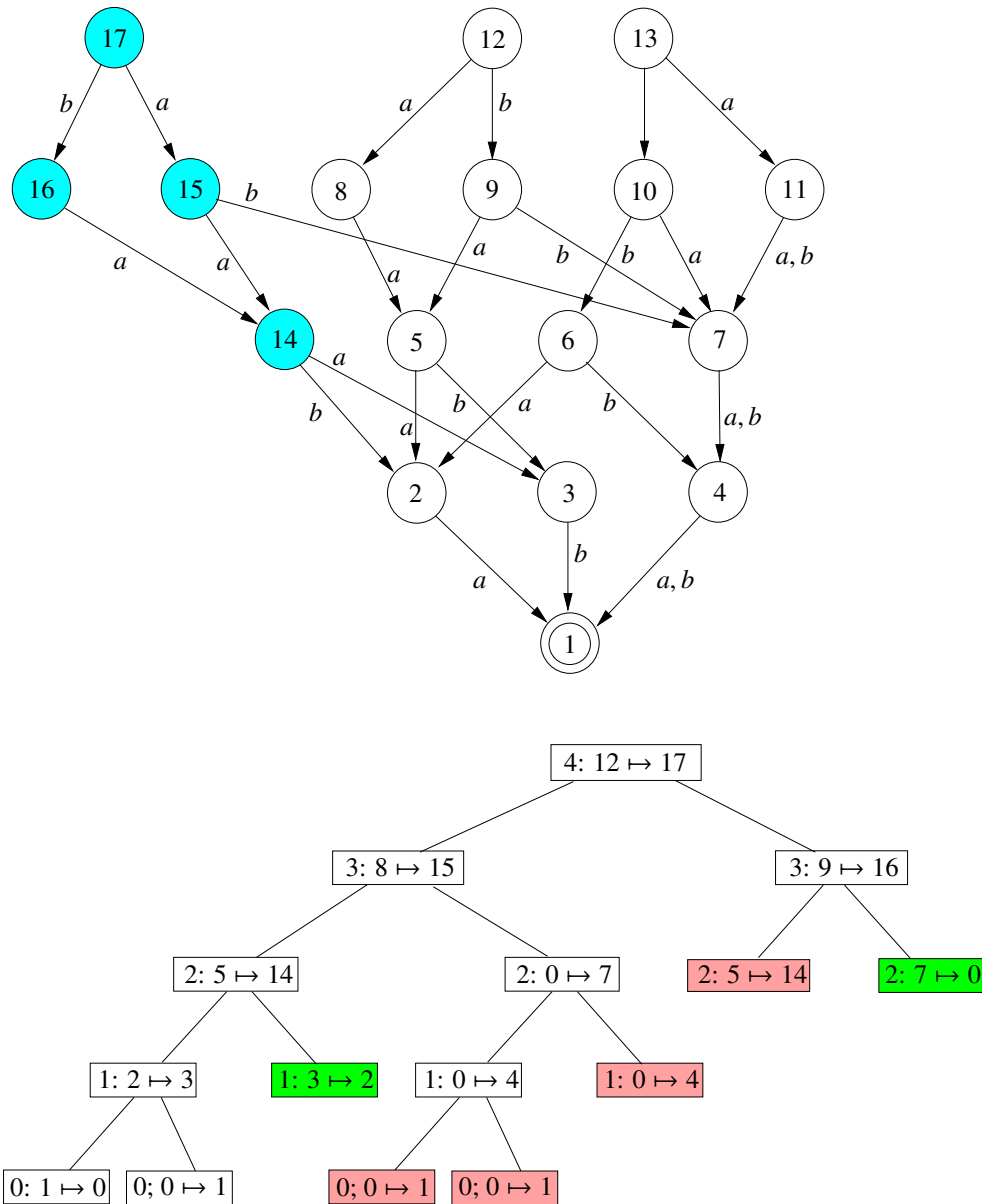 17 12 13
b a a b a
16 15 b 8 9 10 11
a a a a b b a a, b
14 a 5 6 7
b a b a b a, b
2 3 4
a b a, b
1
4: 12 ↦ 17
3: 8 ↦ 15 3: 9 ↦ 16
2: 5 ↦ 14 2: 0 ↦ 7 2: 5 ↦ 14 2: 7 ↦ 0
1: 2 ↦ 3 1: 3 ↦ 2 1: 0 ↦ 4 1: 0 ↦ 4
0: 1 ↦ 0 0; 0 ↦ 1 0; 0 ↦ 1 0; 0 ↦ 1